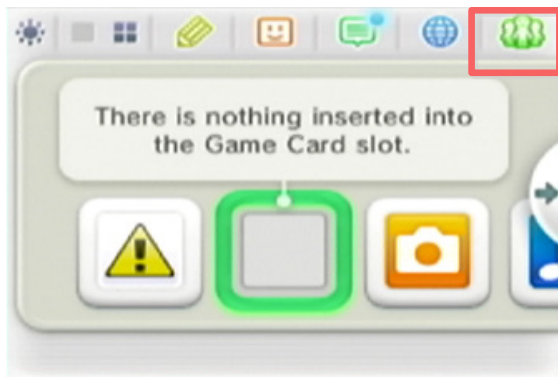 There is nothing inserted into
the Game Card slot.